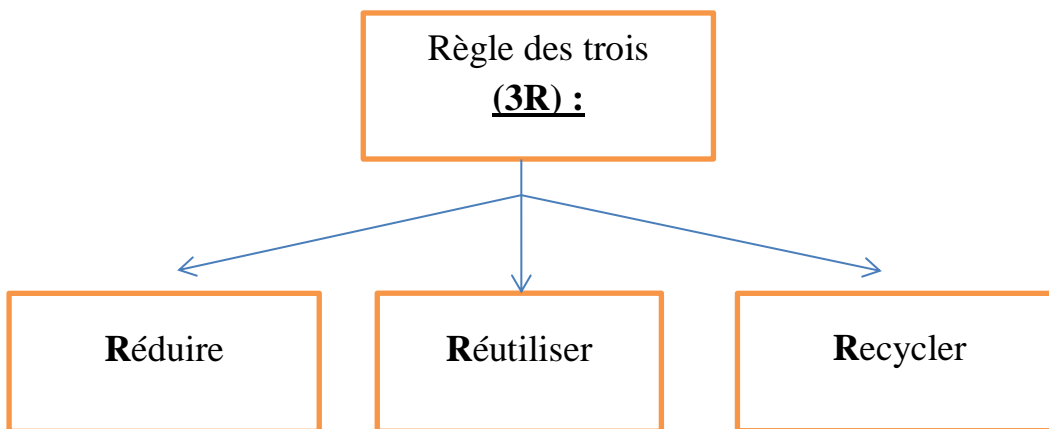 Règle des trois
(3R) :
Réduire
Réutiliser
Recycler